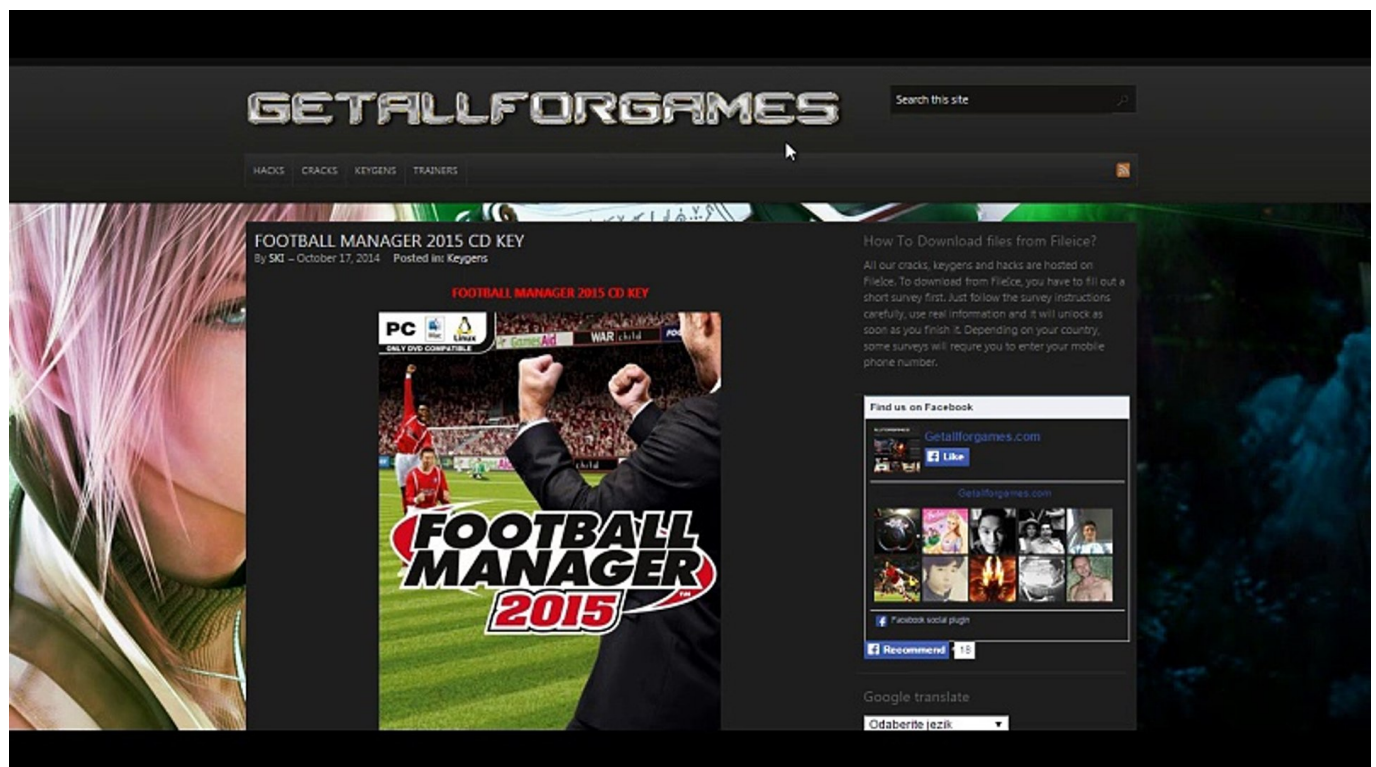 GETALLFORGAMES
Search this site
HACKS CRACKS KEYGENS TRAINERS
FOOTBALL MANAGER 2015 CD KEY
By SKI – October 17, 2014 Posted in: Keygens
FOOTBALL MANAGER 2015 CD KEY
PC Mac Linux
ONLY DVD COMPATIBLE
GamesAid WAR child
FOOTBALL
MANAGER
2015
How To Download files from Fileice?
All our cracks, keygens and hacks are hosted on
FileIce. To download from FileIce, you have to fill out a
short survey first. Just follow the survey instructions
carefully, use real information and it will unlock as
soon as you finish it. Depending on your country,
some surveys will requre you to enter your mobile
phone number.
Find us on Facebook
Getallforgames.com
Like
Getallforgames.com
Facebook social plugin
Recommend 18
Google translate
Odaberite jezik